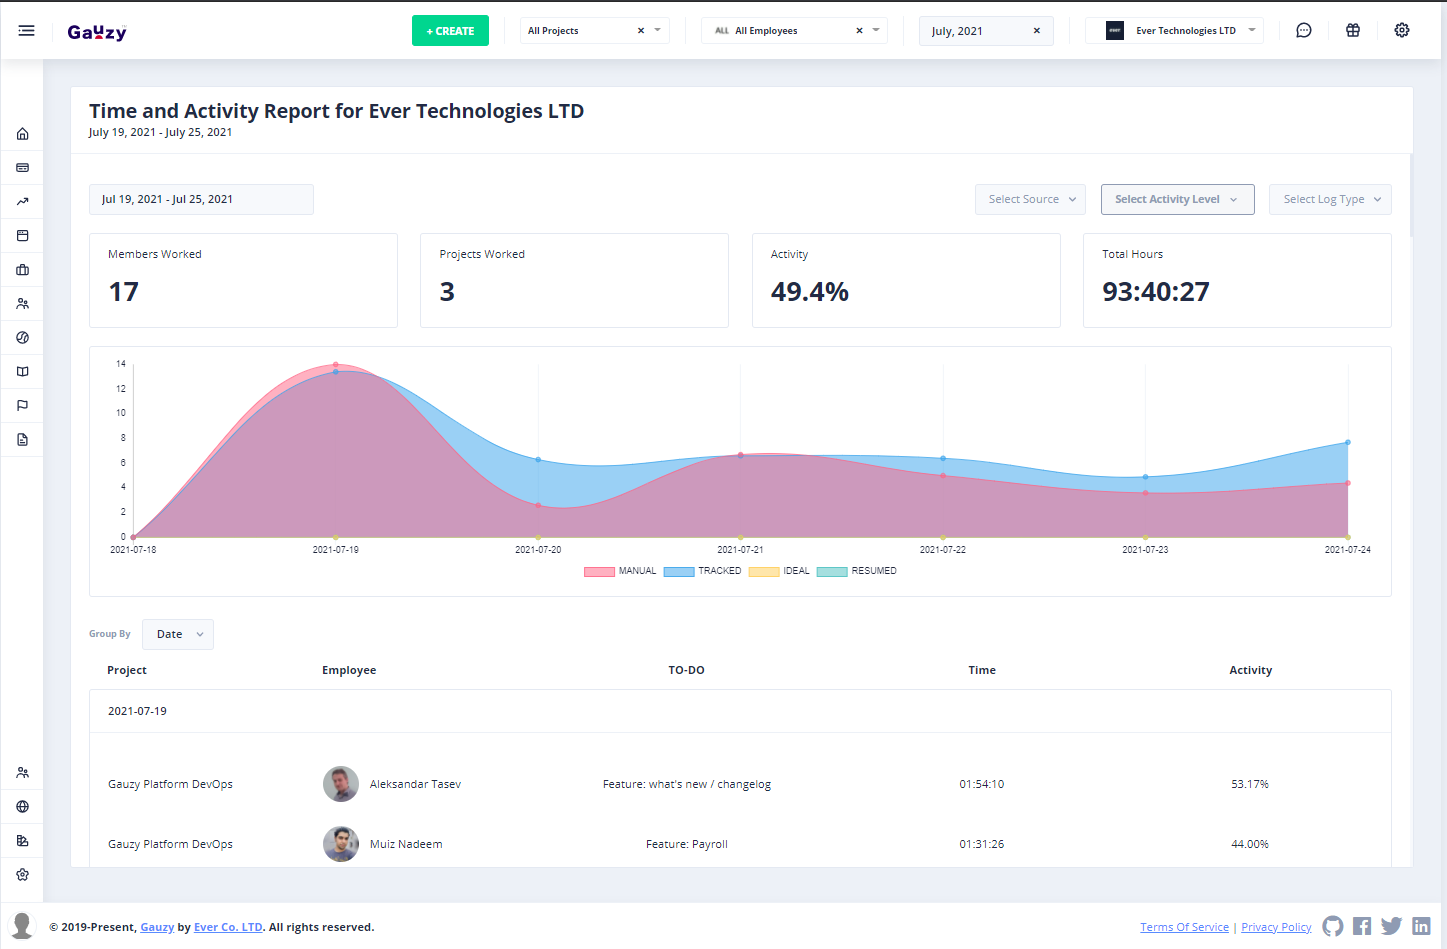 Gauzy
+ CREATE
All Projects
ALL All Employees
July, 2021
EVER
Ever Technologies LTD
Time and Activity Report for Ever Technologies LTD
July 19, 2021 - July 25, 2021
Jul 19, 2021 - Jul 25, 2021
Select Source
Select Activity Level
Select Log Type
Members Worked
17
Projects Worked
3
Activity
49.4%
Total Hours
93:40:27
14
12
10
8
6
4
2
0
2021-07-18 2021-07-19 2021-07-20 2021-07-21 2021-07-22 2021-07-23 2021-07-24
MANUAL TRACKED IDEAL RESUMED
Group By Date
Project Employee TO-DO Time Activity
2021-07-19
Gauzy Platform DevOps Aleksandar Tasev Feature: what's new / changelog 01:54:10 53.17%
Gauzy Platform DevOps Muiz Nadeem Feature: Payroll 01:31:26 44.00%
© 2019-Present, Gauzy by Ever Co. LTD. All rights reserved.
Terms Of Service | Privacy Policy